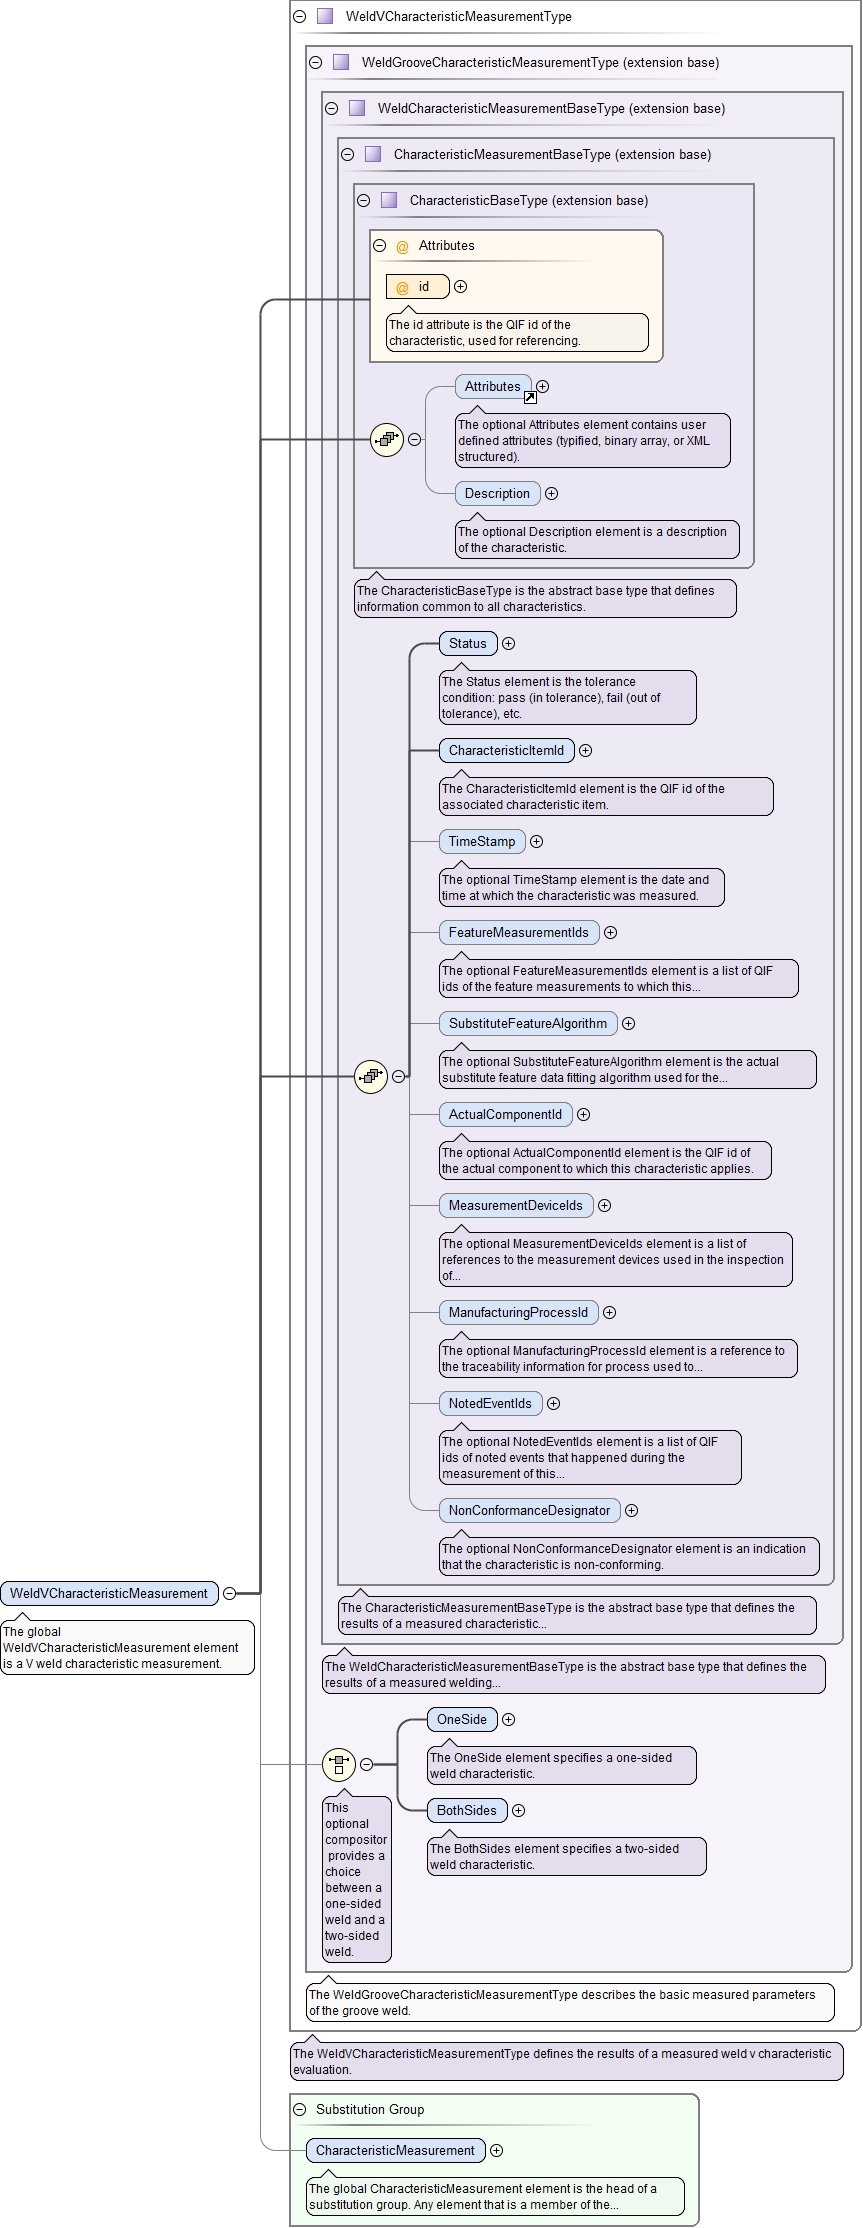 WeldVCharacteristicMeasurementType
WeldGrooveCharacteristicMeasurementType (extension base)
WeldCharacteristicMeasurementBaseType (extension base)
CharacteristicMeasurementBaseType (extension base)
CharacteristicBaseType (extension base)
@ Attributes
@ id
The id attribute is the QIF id of the
characteristic, used for referencing.
Attributes
The optional Attributes element contains user
defined attributes (typified, binary array, or XML
structured).
Description
The optional Description element is a description
of the characteristic.
The CharacteristicBaseType is the abstract base type that defines
information common to all characteristics.
Status
The Status element is the tolerance
condition: pass (in tolerance), fail (out of
tolerance), etc.
CharacteristicItemId
The CharacteristicItemId element is the QIF id of the
associated characteristic item.
TimeStamp
The optional TimeStamp element is the date and
time at which the characteristic was measured.
FeatureMeasurementIds
The optional FeatureMeasurementIds element is a list of QIF
ids of the feature measurements to which this...
SubstituteFeatureAlgorithm
The optional SubstituteFeatureAlgorithm element is the actual
substitute feature data fitting algorithm used for the...
ActualComponentId
The optional ActualComponentId element is the QIF id of
the actual component to which this characteristic applies.
MeasurementDeviceIds
The optional MeasurementDeviceIds element is a list of
references to the measurement devices used in the inspection
of...
ManufacturingProcessId
The optional ManufacturingProcessId element is a reference to
the traceability information for process used to...
NotedEventIds
The optional NotedEventIds element is a list of QIF
ids of noted events that happened during the
measurement of this...
NonConformanceDesignator
The optional NonConformanceDesignator element is an indication
that the characteristic is non-conforming.
WeldVCharacteristicMeasurement
The global
WeldVCharacteristicMeasurement element
is a V weld characteristic measurement.
The CharacteristicMeasurementBaseType is the abstract base type that defines the
results of a measured characteristic...
The WeldCharacteristicMeasurementBaseType is the abstract base type that defines the
results of a measured welding...
OneSide
The OneSide element specifies a one-sided
weld characteristic.
BothSides
The BothSides element specifies a two-sided
weld characteristic.
This
optional
compositor
provides a
choice
between a
one-sided
weld and a
two-sided
weld.
The WeldGrooveCharacteristicMeasurementType describes the basic measured parameters
of the groove weld.
The WeldVCharacteristicMeasurementType defines the results of a measured weld v characteristic
evaluation.
Substitution Group
CharacteristicMeasurement
The global CharacteristicMeasurement element is the head of a
substitution group. Any element that is a member of the...